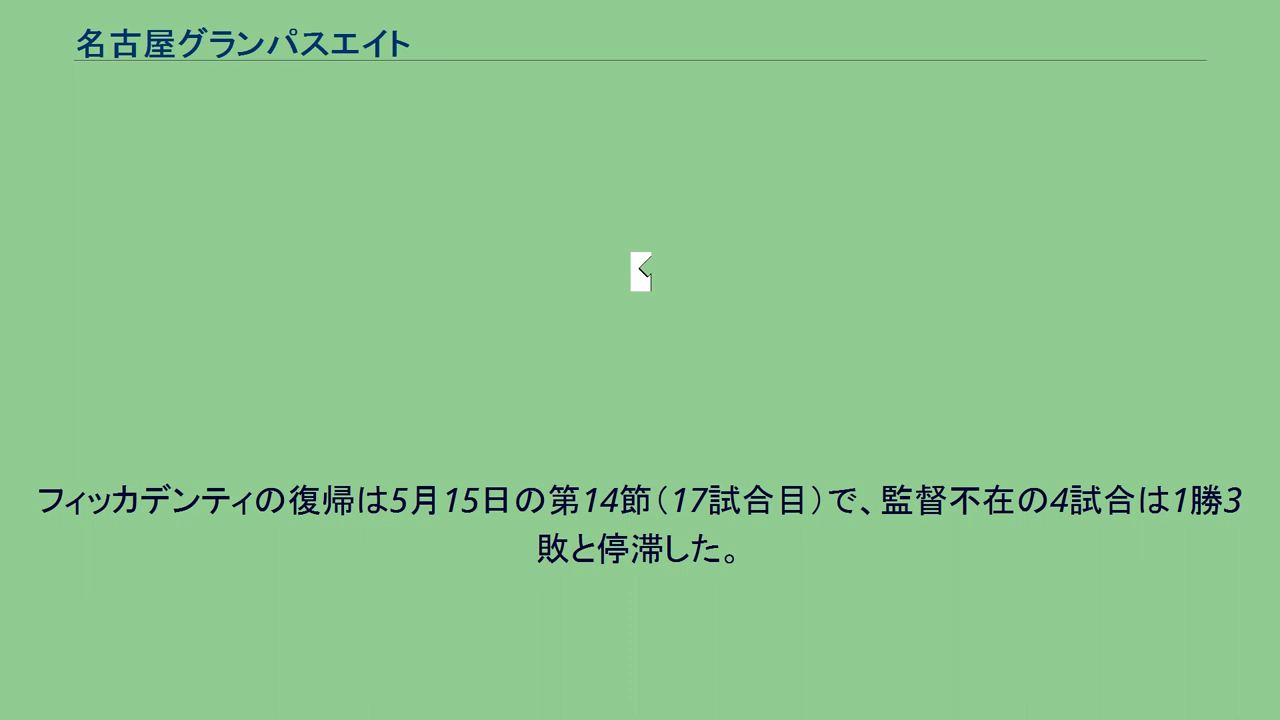 名古屋グランパスエイト
フィッカデンティの復帰は5月15日の第14節（17試合目）で、監督不在の4試合は1勝3
敗と停滞した。